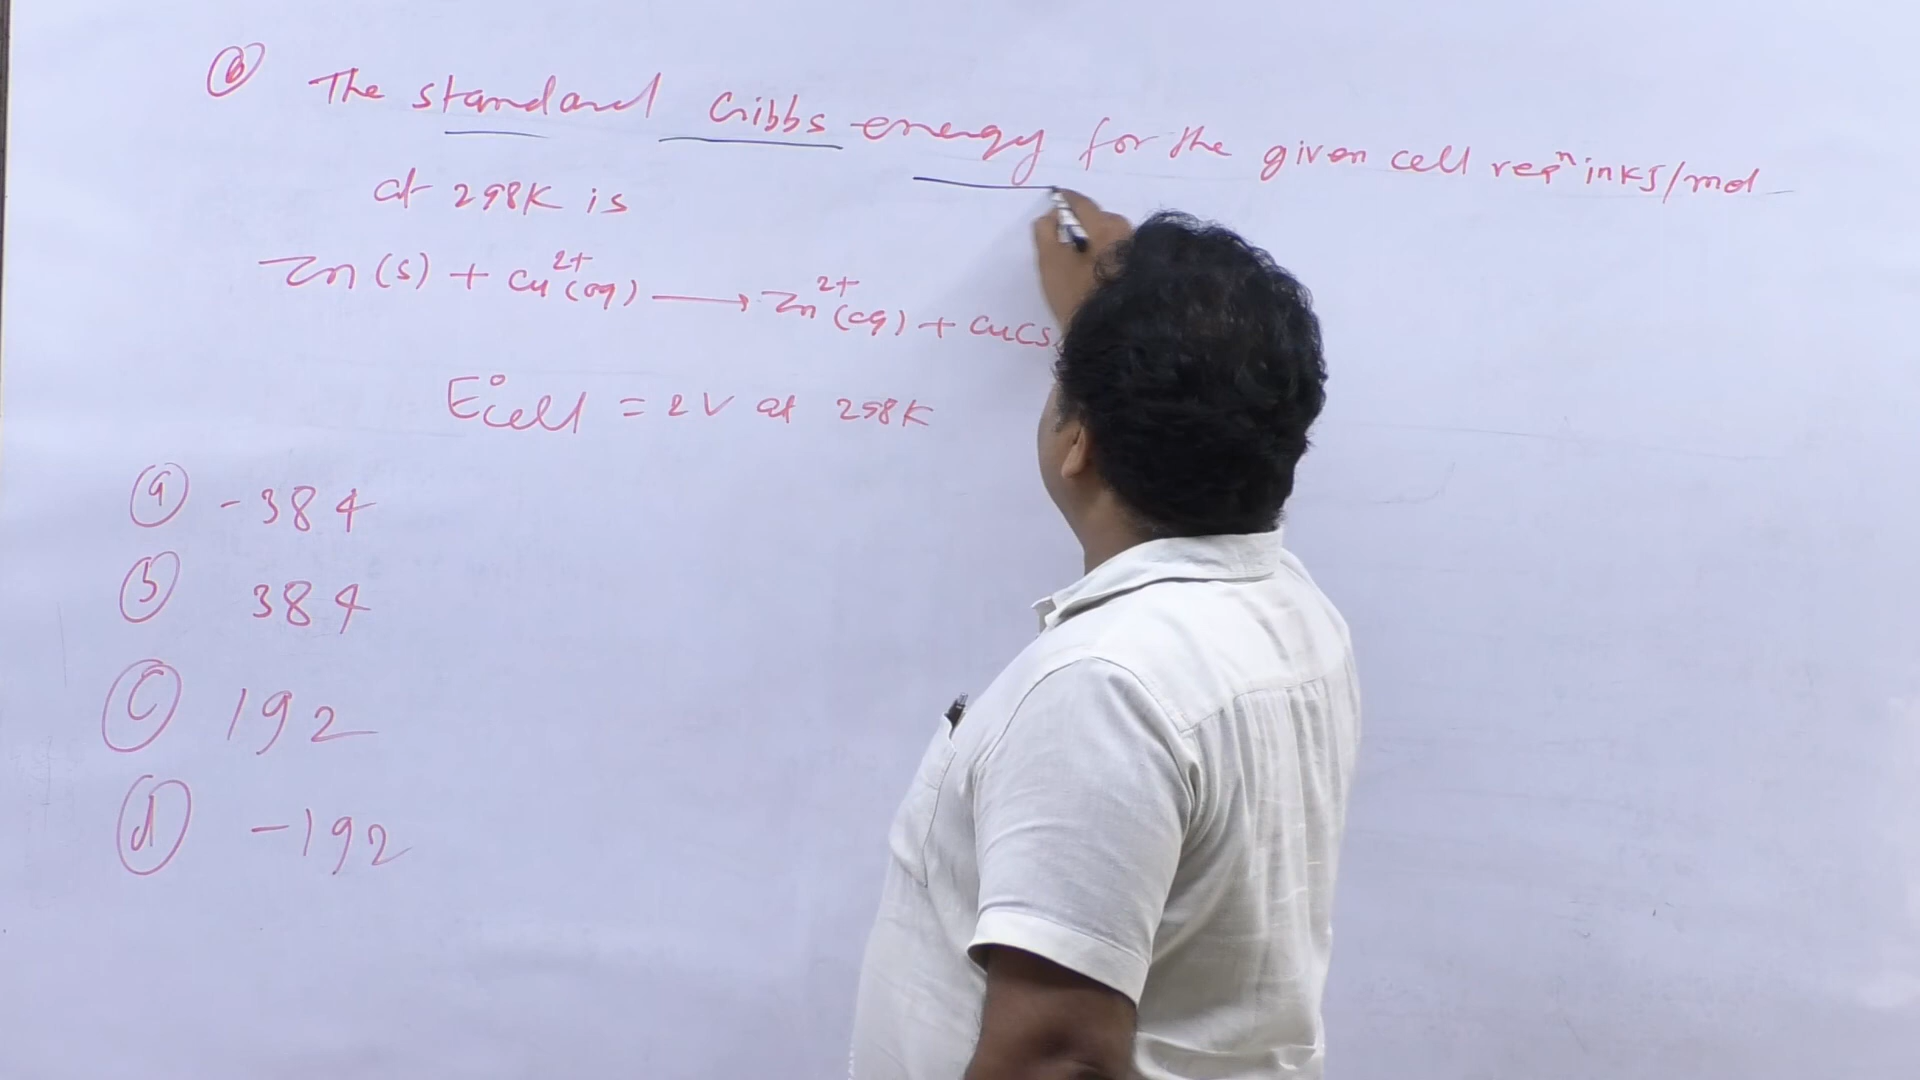 The standard Gibbs energy for the given cell reqⁿ in KJ/mol
at 298K is
Zn(s) + Cu²⁺(aq) ⟶ Zn²⁺(aq) + Cu(s
E°cell = 2V at 298K
(a) -384
(b) 384
(c) 192
(d) -192